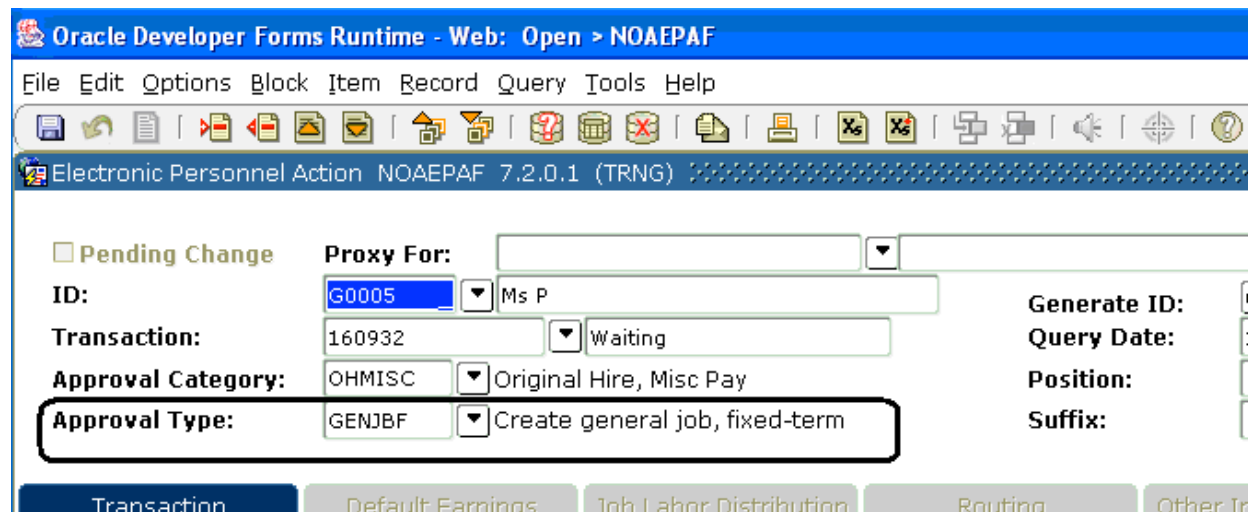 Oracle Developer Forms Runtime - Web: Open > NOAEPAF
File Edit Options Block Item Record Query Tools Help
Electronic Personnel Action NOAEPAF 7.2.0.1 (TRNG)
Pending Change Proxy For:
ID: G0005 Ms P Generate ID:
Transaction: 160932 Waiting Query Date:
Approval Category: OHMISC Original Hire, Misc Pay Position:
Approval Type: GENJBF Create general job, fixed-term Suffix:
Transaction Default Earnings Job Labor Distribution Routing Other